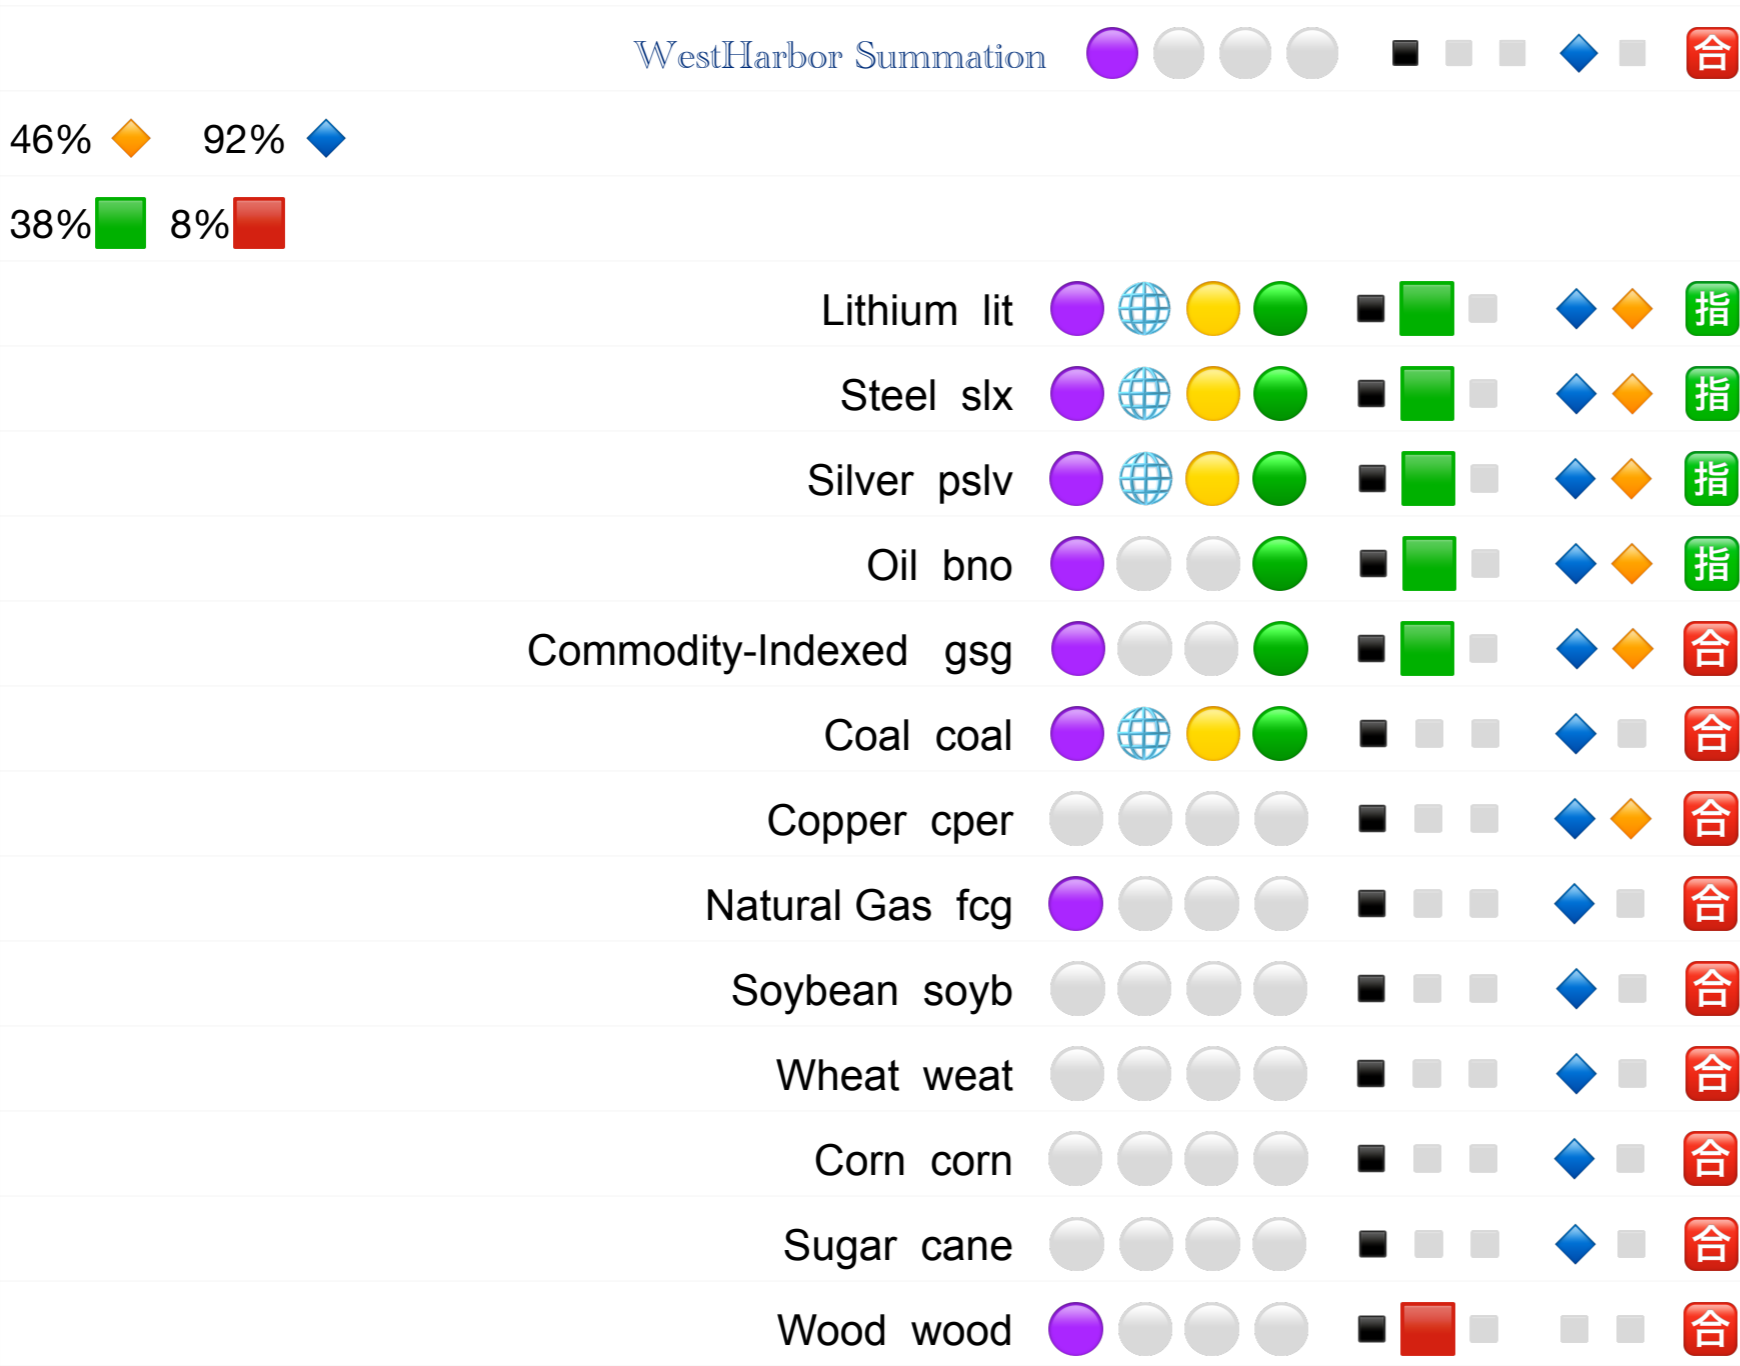 WestHarbor Summation 合
46% 92%
38% 8%
Lithium lit 指
Steel slx 指
Silver pslv 指
Oil bno 指
Commodity-Indexed gsg 合
Coal coal 合
Copper cper 合
Natural Gas fcg 合
Soybean soyb 合
Wheat weat 合
Corn corn 合
Sugar cane 合
Wood wood 合